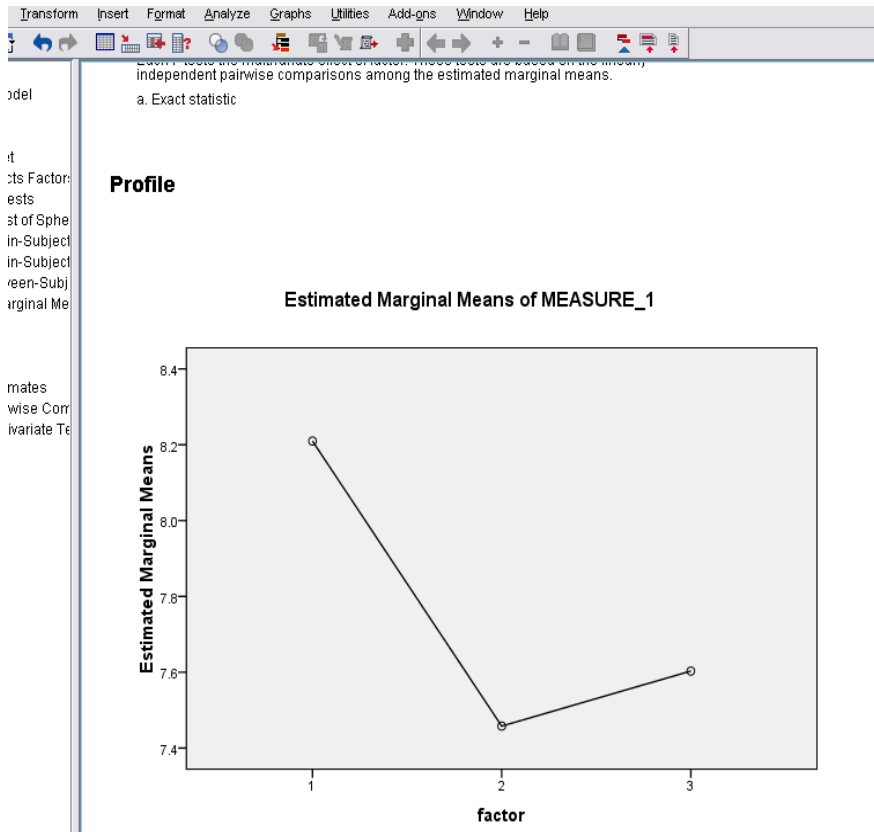 Transform Insert Format Analyze Graphs Utilities Add-ons Window Help
independent pairwise comparisons among the estimated marginal means.
a. Exact statistic
odel
et
cts Factor
ests
st of Sphe
in-Subject
in-Subject
veen-Subj
arginal Me
mates
wise Com
ivariate Te
Profile
Estimated Marginal Means of MEASURE_1
Estimated Marginal Means
8.4
8.2
8.0
7.8
7.6
7.4
1 2 3
factor